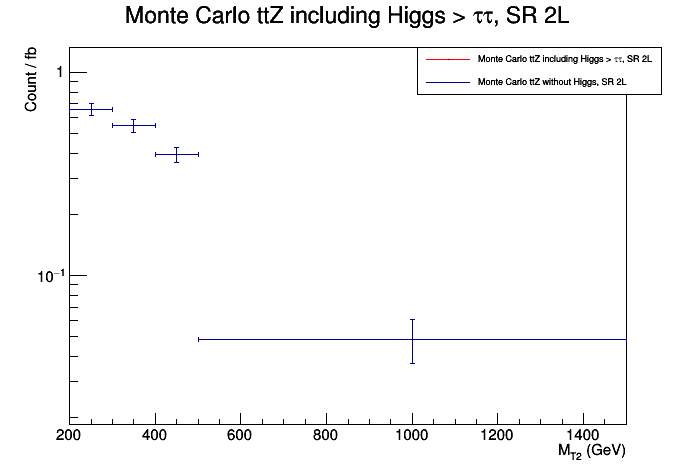 Monte Carlo ttZ including Higgs > ττ, SR 2L
Count / fb
Monte Carlo ttZ including Higgs > ττ, SR 2L
Monte Carlo ttZ without Higgs, SR 2L
1
10⁻¹
200 400 600 800 1000 1200 1400
M_T2 (GeV)